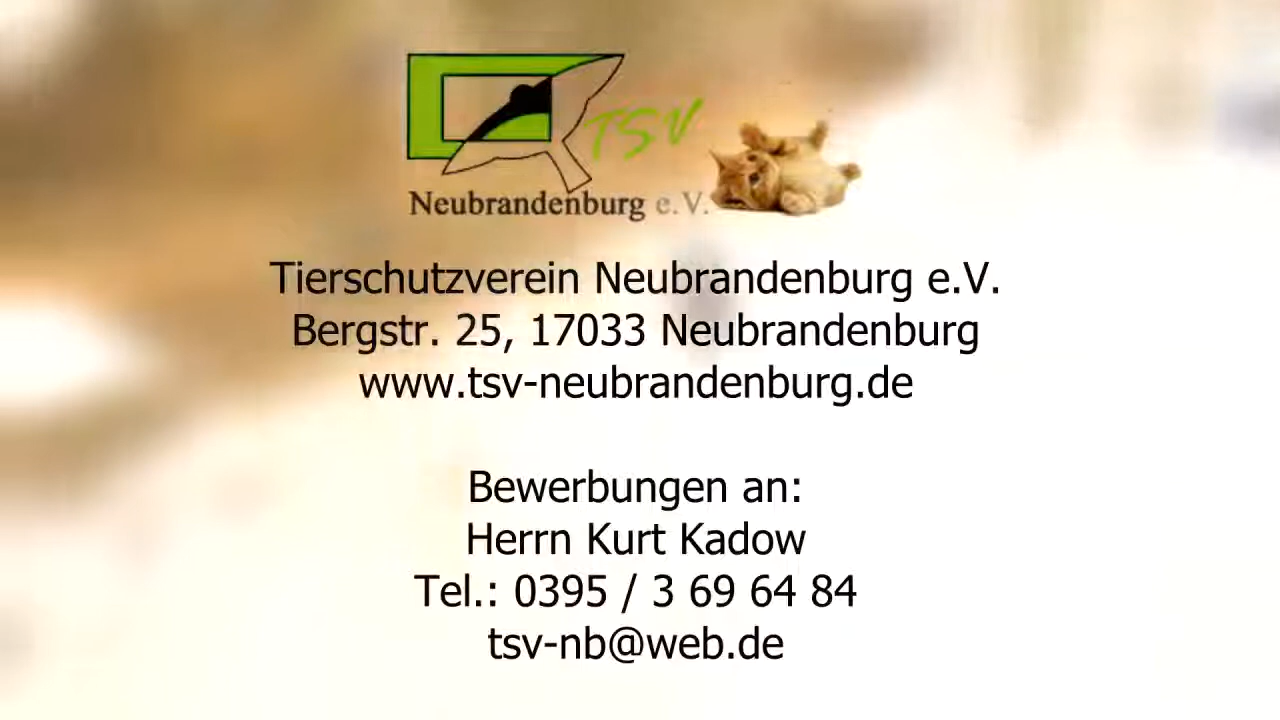 TSV
Neubrandenburg e.V.
Tierschutzverein Neubrandenburg e.V.
Bergstr. 25, 17033 Neubrandenburg
www.tsv-neubrandenburg.de
Bewerbungen an:
Herrn Kurt Kadow
Tel.: 0395 / 3 69 64 84
tsv-nb@web.de